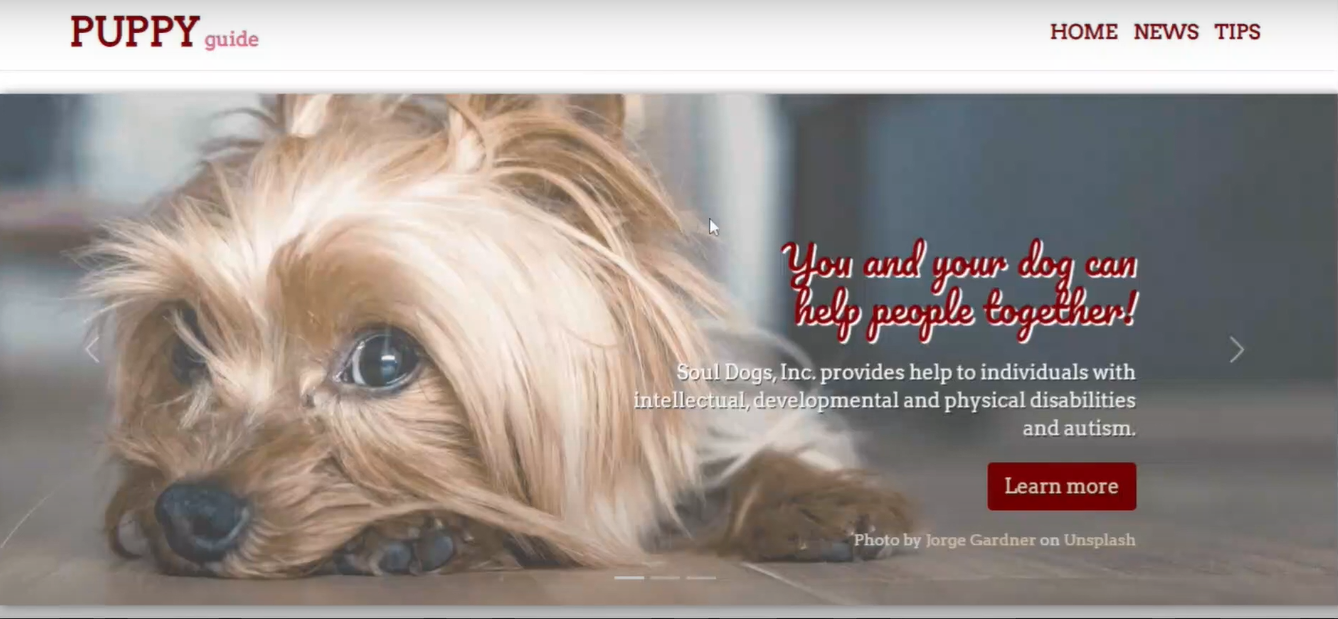 PUPPY guide
HOME NEWS TIPS
You and your dog can
help people together!
Soul Dogs, Inc. provides help to individuals with
intellectual, developmental and physical disabilities
and autism.
Learn more
Photo by Jorge Gardner on Unsplash